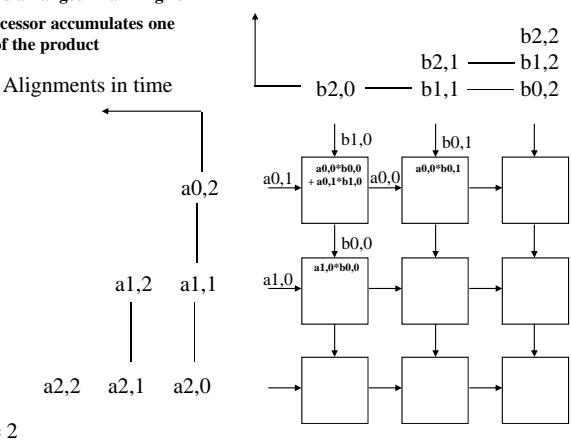 cessor accumulates one
of the product
Alignments in time
b2,2
b2,1 b1,2
b2,0 b1,1 b0,2
b1,0 b0,1
a0,2
a0,1
a0,0*b0,0
+ a0,1*b1,0
a0,0
a0,0*b0,1
b0,0
a1,2 a1,1
a1,0
a1,0*b0,0
a2,2 a2,1 a2,0
2